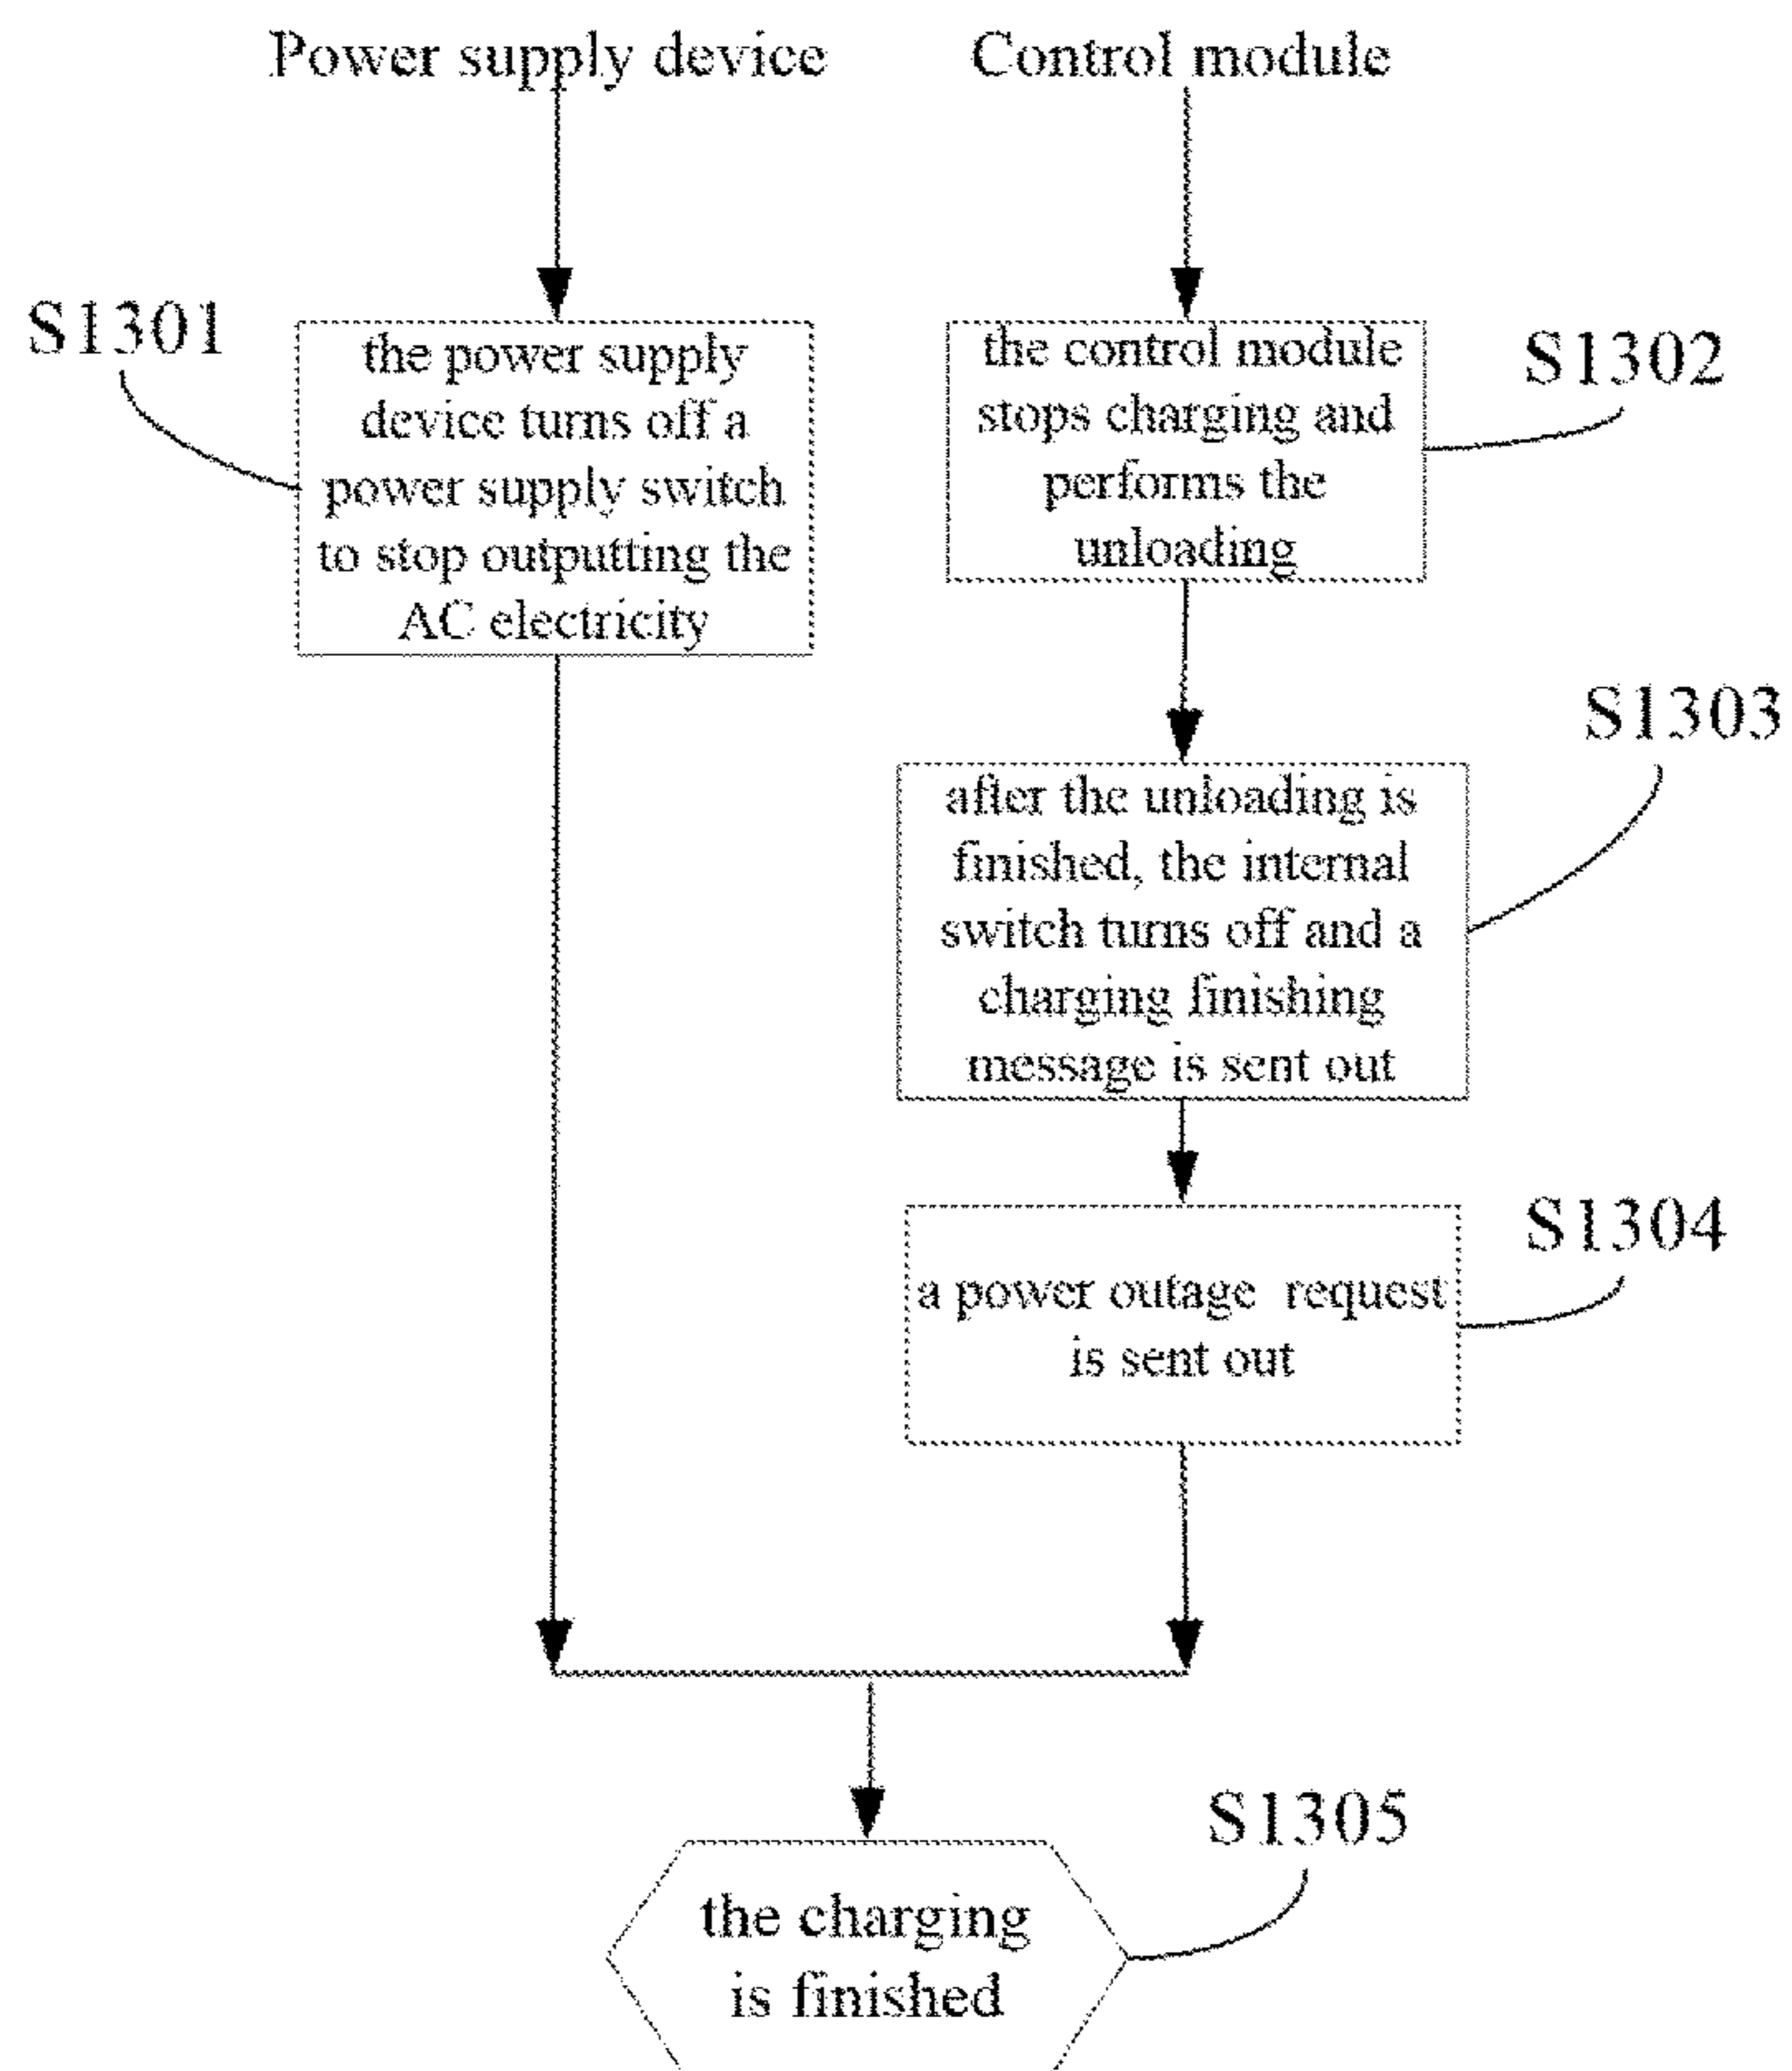 Power supply device
Control module
S1301
the power supply
device turns off a
power supply switch
to stop outputting the
AC electricity
the control module
stops charging and
performs the
unloading
S1302
S1303
after the unloading is
finished, the internal
switch turns off and a
charging finishing
message is sent out
S1304
a power outage request
is sent out
S1305
the charging
is finished